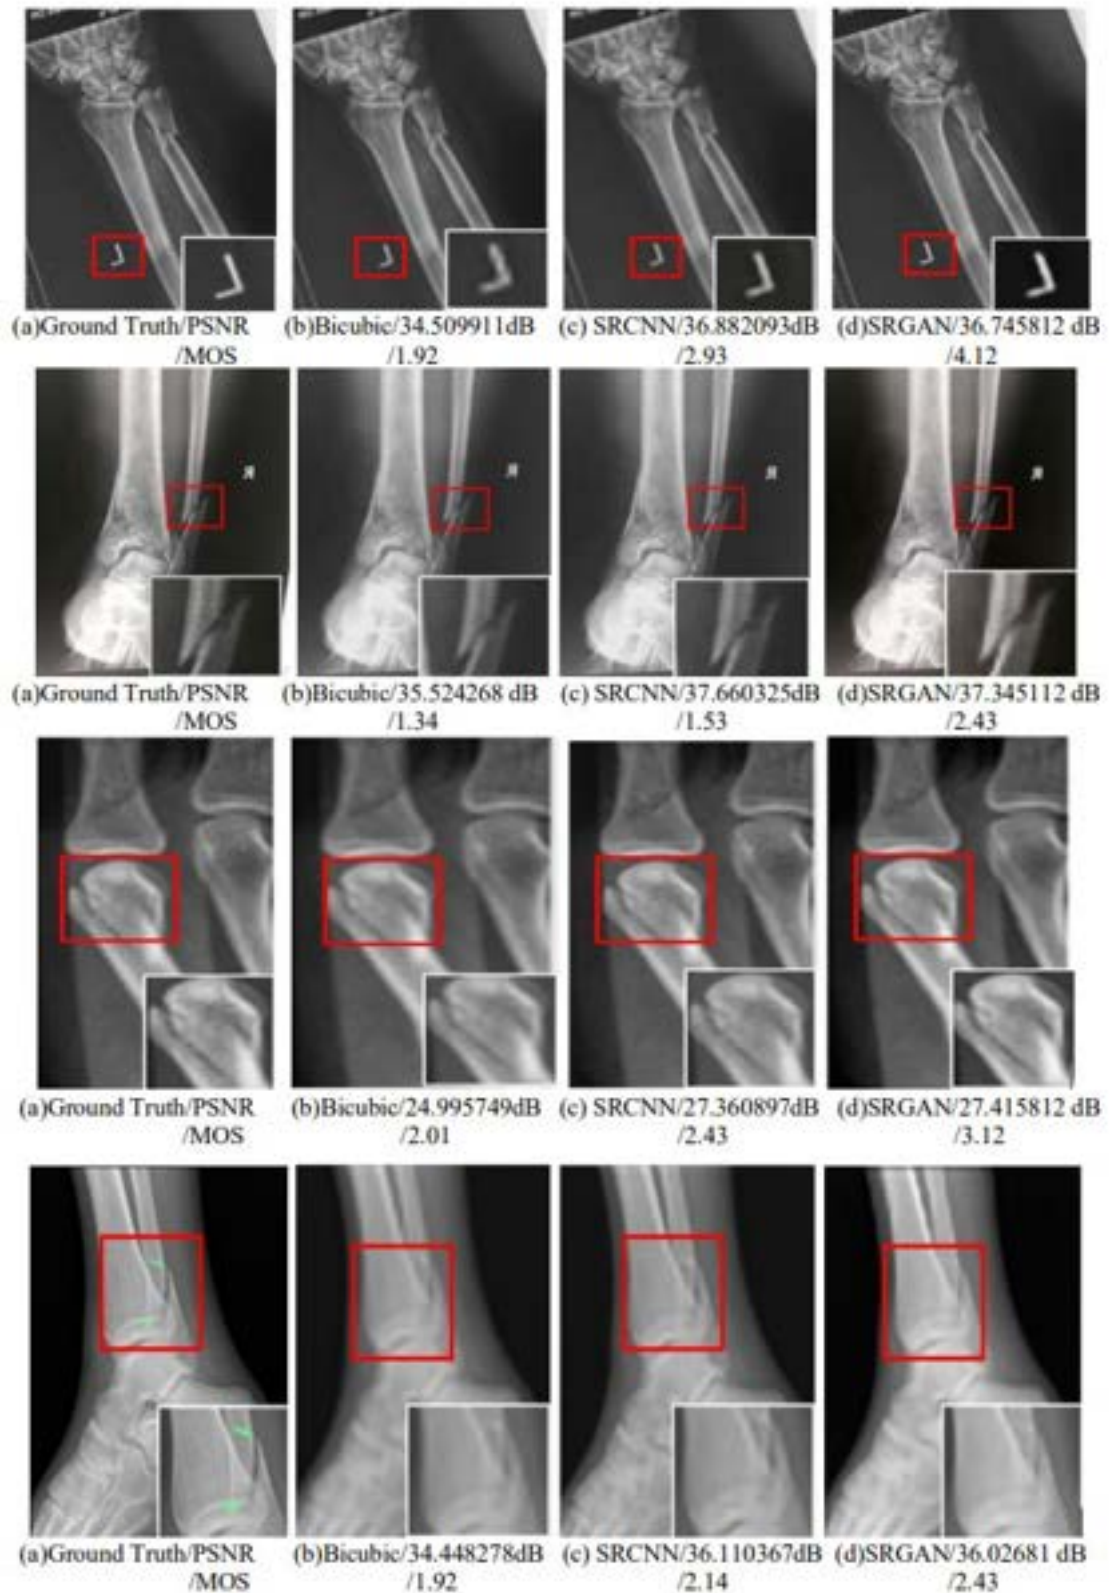 (a)Ground Truth/PSNR (b)Bicubic/34.509911dB (c) SRCNN/36.882093dB (d)SRGAN/36.745812 dB
/MOS /1.92 /2.93 /4.12
(a)Ground Truth/PSNR (b)Bicubic/35.524268 dB (c) SRCNN/37.660325dB (d)SRGAN/37.345112 dB
/MOS /1.34 /1.53 /2.43
(a)Ground Truth/PSNR (b)Bicubic/24.995749dB (c) SRCNN/27.360897dB (d)SRGAN/27.415812 dB
/MOS /2.01 /2.43 /3.12
(a)Ground Truth/PSNR (b)Bicubic/34.448278dB (c) SRCNN/36.110367dB (d)SRGAN/36.02681 dB
/MOS /1.92 /2.14 /2.43